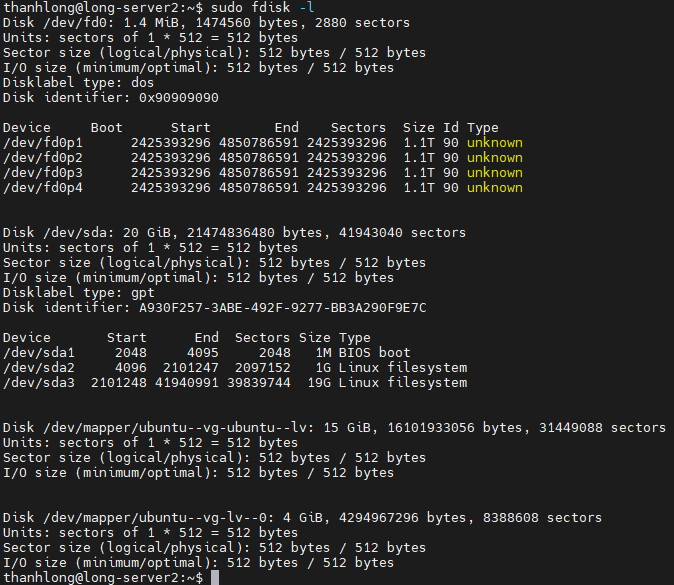 thanhlong@long-server2:~$ sudo fdisk -l
Disk /dev/fd0: 1.4 MiB, 1474560 bytes, 2880 sectors
Units: sectors of 1 * 512 = 512 bytes
Sector size (logical/physical): 512 bytes / 512 bytes
I/O size (minimum/optimal): 512 bytes / 512 bytes
Disklabel type: dos
Disk identifier: 0x90909090

Device     Boot      Start        End    Sectors  Size Id Type
/dev/fd0p1      2425393296 4850786591 2425393296  1.1T 90 unknown
/dev/fd0p2      2425393296 4850786591 2425393296  1.1T 90 unknown
/dev/fd0p3      2425393296 4850786591 2425393296  1.1T 90 unknown
/dev/fd0p4      2425393296 4850786591 2425393296  1.1T 90 unknown


Disk /dev/sda: 20 GiB, 21474836480 bytes, 41943040 sectors
Units: sectors of 1 * 512 = 512 bytes
Sector size (logical/physical): 512 bytes / 512 bytes
I/O size (minimum/optimal): 512 bytes / 512 bytes
Disklabel type: gpt
Disk identifier: A930F257-3ABE-492F-9277-BB3A290F9E7C

Device       Start      End  Sectors Size Type
/dev/sda1     2048     4095     2048   1M BIOS boot
/dev/sda2     4096  2101247  2097152   1G Linux filesystem
/dev/sda3  2101248 41940991 39839744  19G Linux filesystem


Disk /dev/mapper/ubuntu--vg-ubuntu--lv: 15 GiB, 16101933056 bytes, 31449088 sectors
Units: sectors of 1 * 512 = 512 bytes
Sector size (logical/physical): 512 bytes / 512 bytes
I/O size (minimum/optimal): 512 bytes / 512 bytes


Disk /dev/mapper/ubuntu--vg-lv--0: 4 GiB, 4294967296 bytes, 8388608 sectors
Units: sectors of 1 * 512 = 512 bytes
Sector size (logical/physical): 512 bytes / 512 bytes
I/O size (minimum/optimal): 512 bytes / 512 bytes
thanhlong@long-server2:~$